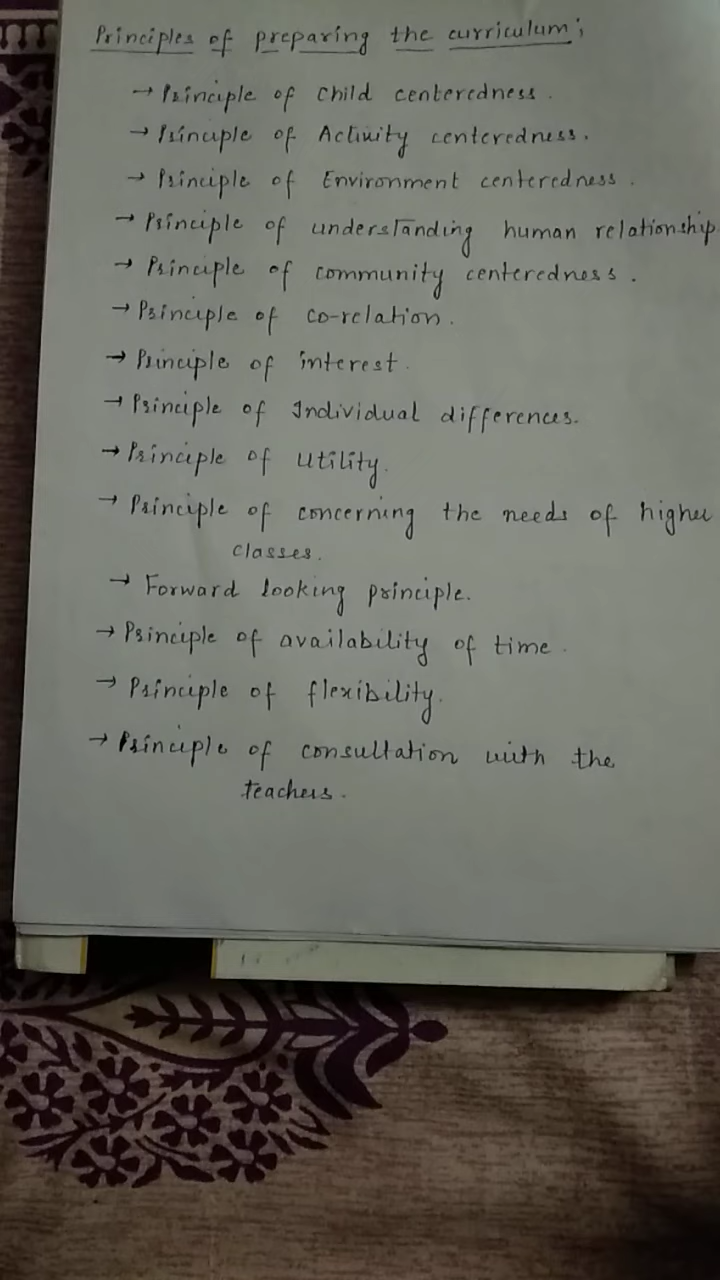 Principles of preparing the curriculum;
→ Principle of child centeredness.
→ Principle of Activity centeredness.
→ Principle of Environment centeredness.
→ Principle of understanding human relationship
→ Principle of community centeredness.
→ Principle of co-relation.
→ Principle of interest.
→ Principle of Individual differences.
→ Principle of utility.
→ Principle of concerning the needs of higher
classes.
→ Forward looking principle.
→ Principle of availability of time.
→ Principle of flexibility.
→ Principle of consultation with the
teachers.